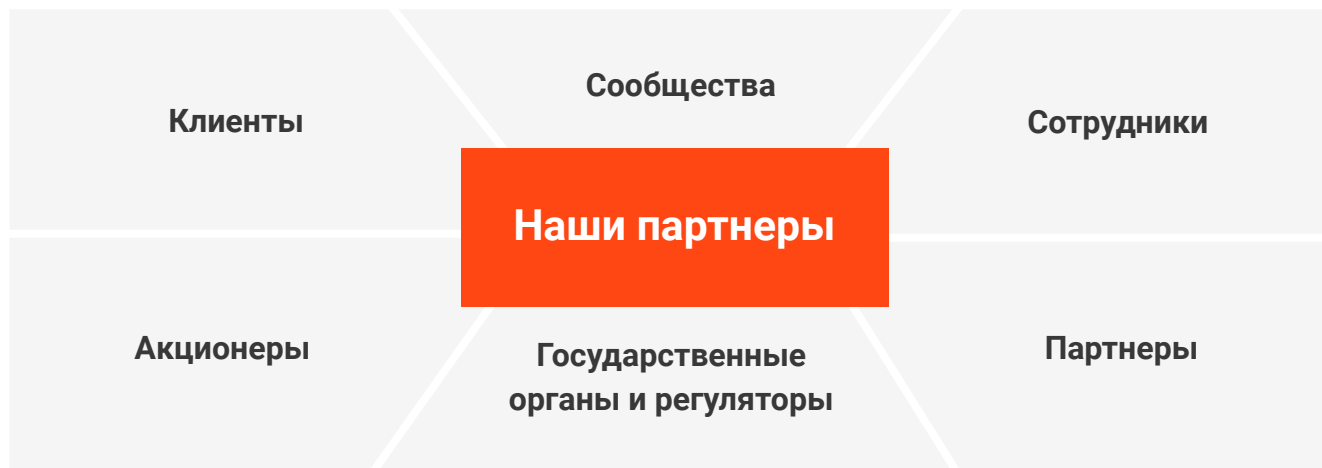 Сообщества
Клиенты
Сотрудники
Наши партнеры
Акционеры
Государственные
органы и регуляторы
Партнеры